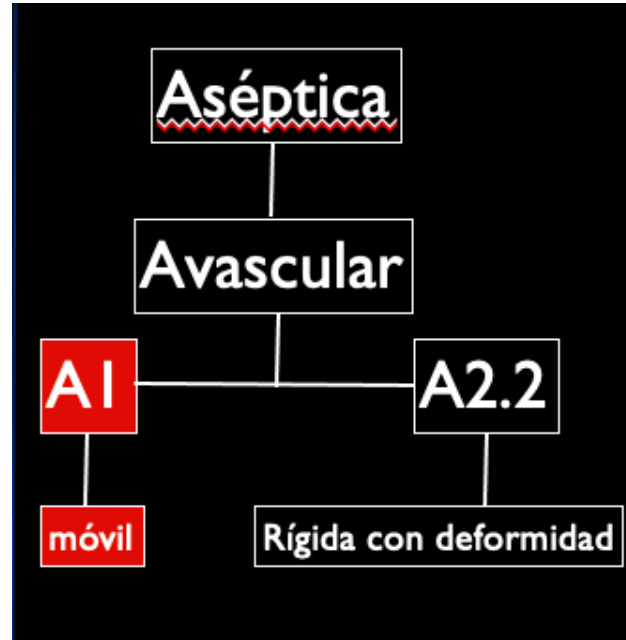 Aséptica
Avascular
A1
A2.2
móvil
Rígida con deformidad